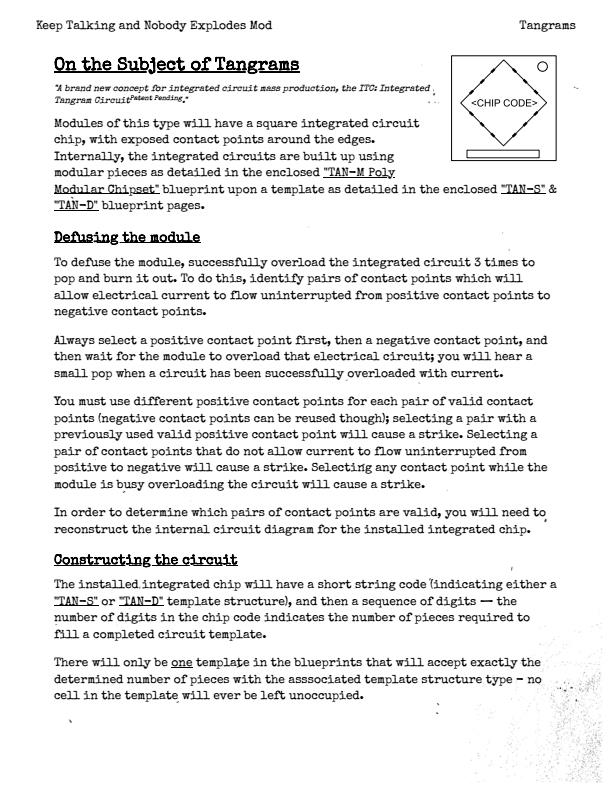 Keep Talking and Nobody Explodes Mod Tangrams
On the Subject of Tangrams
"A brand new concept for integrated circuit mass production, the ITC: Integrated
Tangram CircuitPatent Pending."
<CHIP CODE>
Modules of this type will have a square integrated circuit
chip, with exposed contact points around the edges.
Internally, the integrated circuits are built up using
modular pieces as detailed in the enclosed "TAN-M Poly
Modular Chipset" blueprint upon a template as detailed in the enclosed "TAN-S" &
"TAN-D" blueprint pages.
Defusing the module
To defuse the module, successfully overload the integrated circuit 3 times to
pop and burn it out. To do this, identify pairs of contact points which will
allow electrical current to flow uninterrupted from positive contact points to
negative contact points.
Always select a positive contact point first, then a negative contact point, and
then wait for the module to overload that electrical circuit; you will hear a
small pop when a circuit has been successfully overloaded with current.
You must use different positive contact points for each pair of valid contact
points (negative contact points can be reused though); selecting a pair with a
previously used valid positive contact point will cause a strike. Selecting a
pair of contact points that do not allow current to flow uninterrupted from
positive to negative will cause a strike. Selecting any contact point while the
module is busy overloading the circuit will cause a strike.
In order to determine which pairs of contact points are valid, you will need to
reconstruct the internal circuit diagram for the installed integrated chip.
Constructing the circuit
The installed integrated chip will have a short string code (indicating either a
"TAN-S" or "TAN-D" template structure), and then a sequence of digits — the
number of digits in the chip code indicates the number of pieces required to
fill a completed circuit template.
There will only be one template in the blueprints that will accept exactly the
determined number of pieces with the asssociated template structure type - no
cell in the template will ever be left unoccupied.